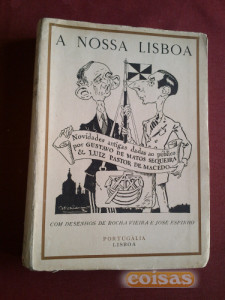 A NOSSA LISBOA
Novidades antigas dadas ao público
por GUSTAVO DE MATOS SEQUEIRA
& LUIZ PASTOR DE MACEDO
COM DESENHOS DE ROCHA VIEIRA E JOSÉ ESPINHO
PORTUGÁLIA
LISBOA
coisas